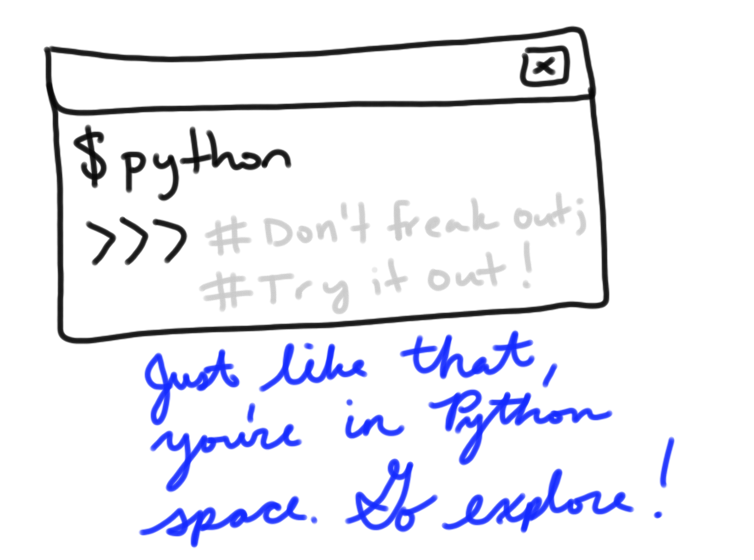 x
$ python
>>> # Don't freak out;
# Try it out!
Just like that,
you're in Python
space. Go explore!